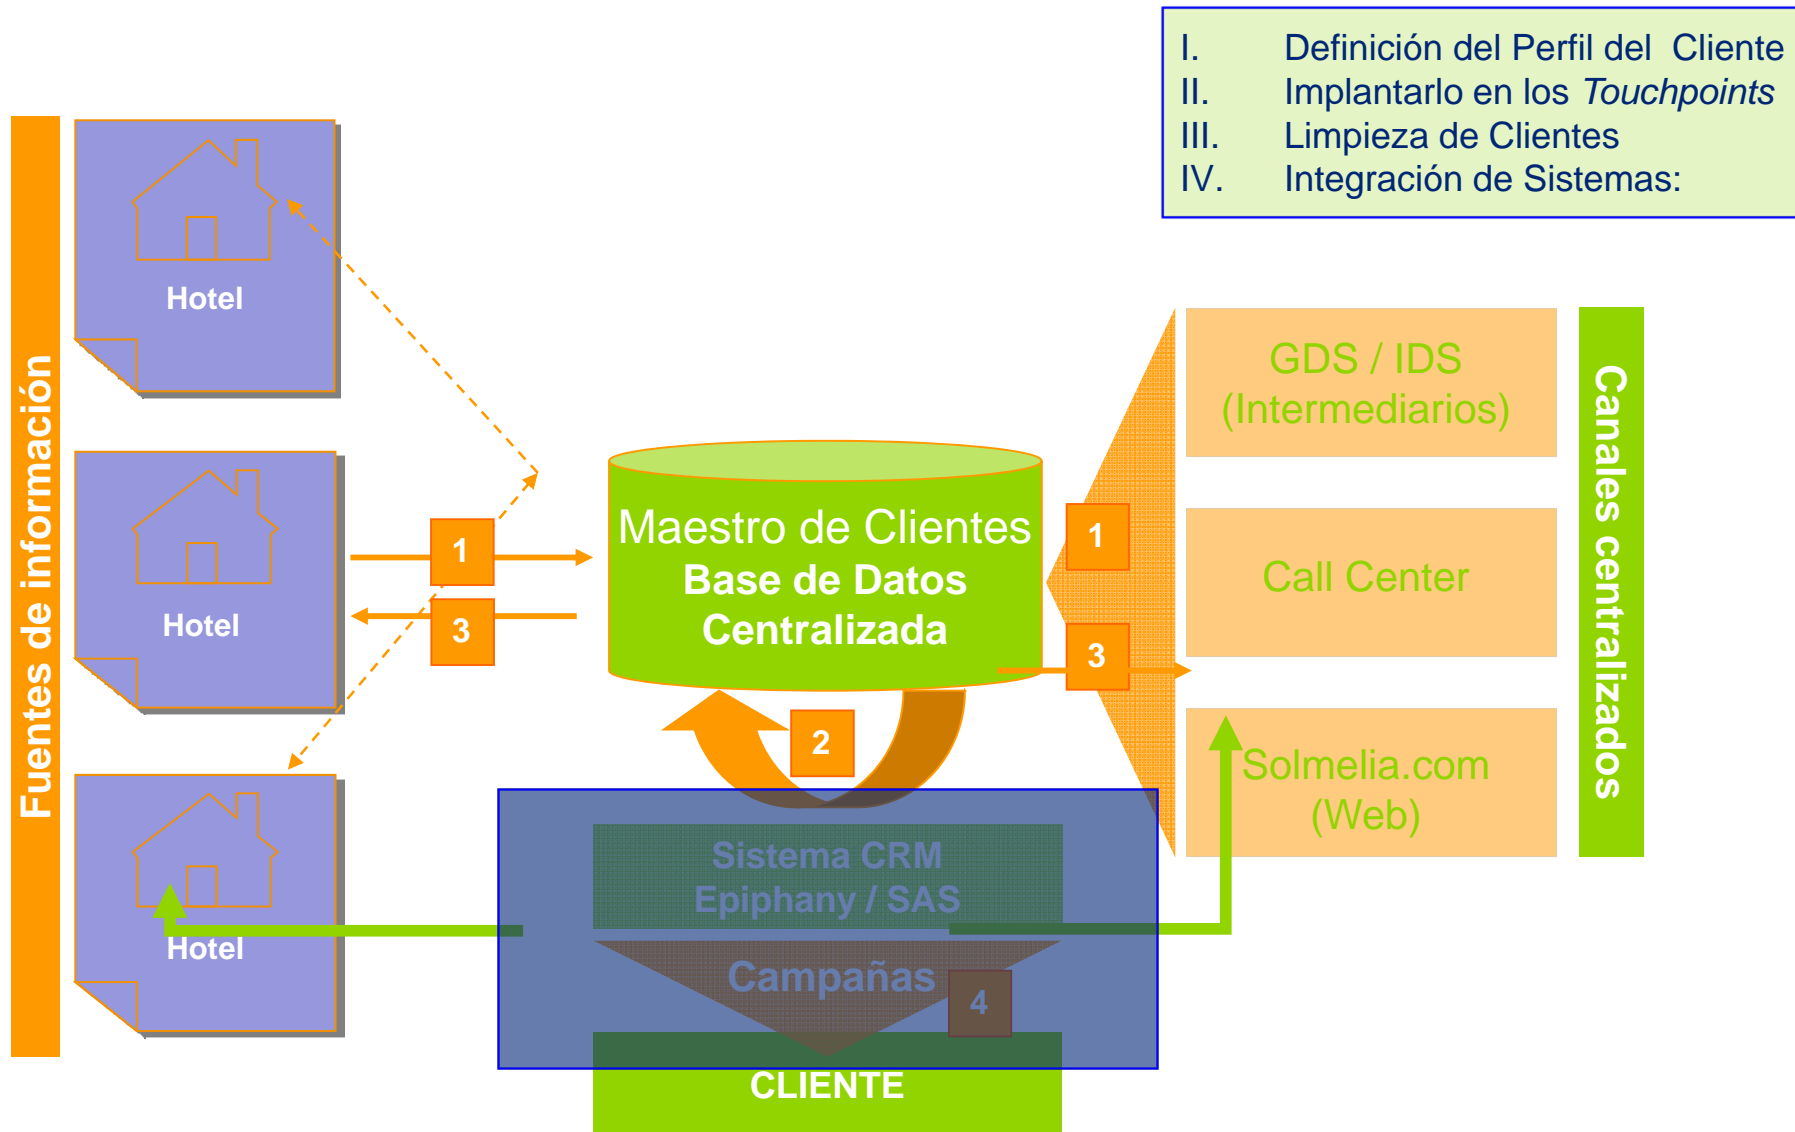 I. Definición del Perfil del Cliente
II. Implantarlo en los Touchpoints
III. Limpieza de Clientes
IV. Integración de Sistemas:
Fuentes de información
Hotel
Hotel
Hotel
1
3
Maestro de Clientes
Base de Datos
Centralizada
2
1
3
GDS / IDS
(Intermediarios)
Call Center
Solmelia.com
(Web)
Canales centralizados
Sistema CRM
Epiphany / SAS
Campañas
4
CLIENTE